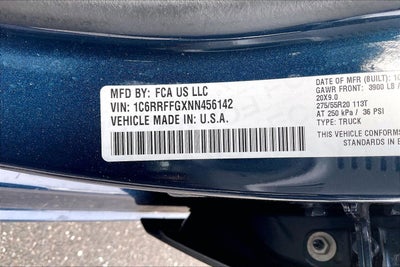 MFD BY: FCA US LLC
VIN: 1C6RRFFGXNN456142
VEHICLE MADE IN: U.S.A.
DATE OF MFR (BUILT):
GAWR FRONT: 3900 LB
20X9.0
275/55R20 113T
AT 250 kPa / 36 PSI
TYPE: TRUCK
THIS VEHICLE CONFORMS
STANDARDS IN